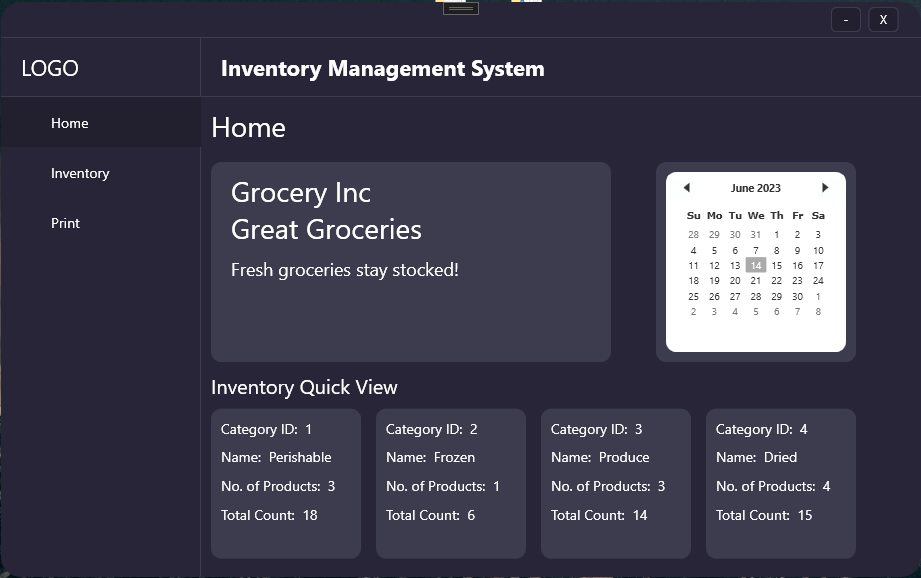 - X
LOGO
Inventory Management System
Home
Inventory
Print
Home
Grocery Inc
Great Groceries
Fresh groceries stay stocked!
June 2023
Su Mo Tu We Th Fr Sa
28 29 30 31 1 2 3
4 5 6 7 8 9 10
11 12 13 14 15 16 17
18 19 20 21 22 23 24
25 26 27 28 29 30 1
2 3 4 5 6 7 8
Inventory Quick View
Category ID: 1
Name: Perishable
No. of Products: 3
Total Count: 18
Category ID: 2
Name: Frozen
No. of Products: 1
Total Count: 6
Category ID: 3
Name: Produce
No. of Products: 3
Total Count: 14
Category ID: 4
Name: Dried
No. of Products: 4
Total Count: 15